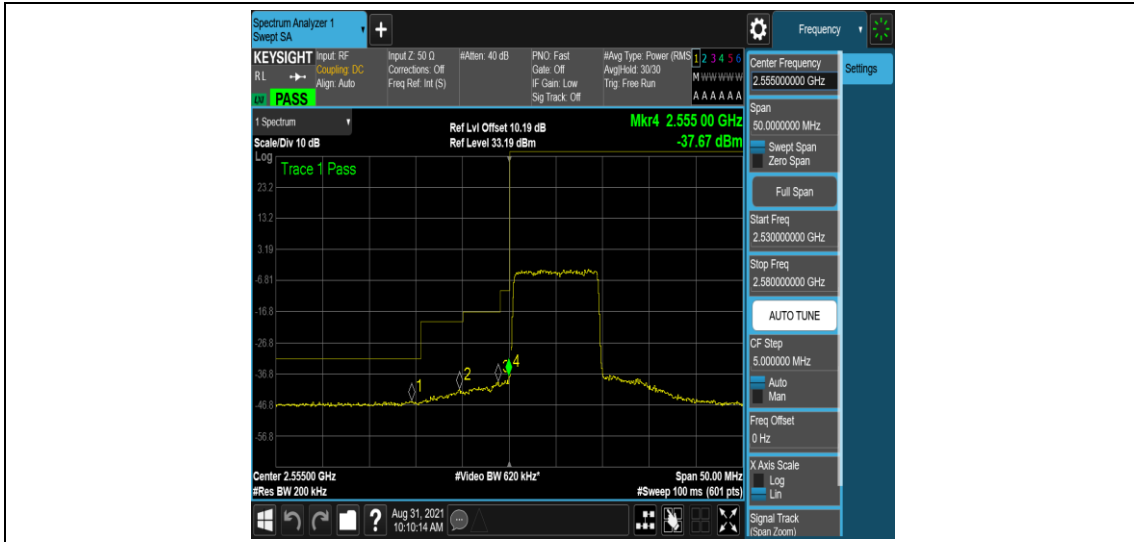 Spectrum Analyzer 1
Swept SA
+
Frequency
KEYSIGHT
RL
PASS
Input: RF
Coupling: DC
Align: Auto
Input Z: 50 Ω
Corrections: Off
Freq Ref: Int (S)
#Atten: 40 dB
PNO: Fast
Gate: Off
IF Gain: Low
Sig Track: Off
#Avg Type: Power (RMS
Avg|Hold: 30/30
Trig: Free Run
1 2 3 4 5 6
M W W W W W
A A A A A A
1 Spectrum
Scale/Div 10 dB
Ref Lvl Offset 10.19 dB
Ref Level 33.19 dBm
Mkr4 2.555 00 GHz
-37.67 dBm
Log
Trace 1 Pass
23.2
13.2
3.19
-6.81
-16.8
-26.8
-36.8
-46.8
-56.8
1
2
3
4
Center 2.55500 GHz
#Res BW 200 kHz
#Video BW 620 kHz*
Span 50.00 MHz
#Sweep 100 ms (601 pts)
?
Aug 31, 2021
10:10:14 AM
Center Frequency
2.555000000 GHz
Settings
Span
50.0000000 MHz
Swept Span
Zero Span
Full Span
Start Freq
2.530000000 GHz
Stop Freq
2.580000000 GHz
AUTO TUNE
CF Step
5.000000 MHz
Auto
Man
Freq Offset
0 Hz
X Axis Scale
Log
Lin
Signal Track
(Span Zoom)